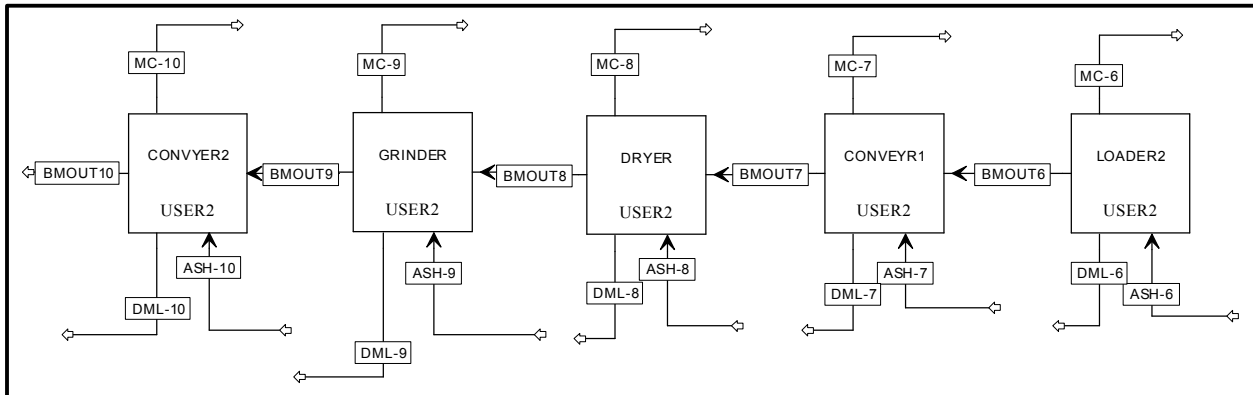 MC-10
MC-9
MC-8
MC-7
MC-6
CONVYER2
GRINDER
DRYER
CONVEYR1
LOADER2
BMOUT10
BMOUT9
BMOUT8
BMOUT7
BMOUT6
USER2
USER2
USER2
USER2
USER2
ASH-10
ASH-9
ASH-8
ASH-7
DML-6
DML-10
DML-8
DML-7
ASH-6
DML-9